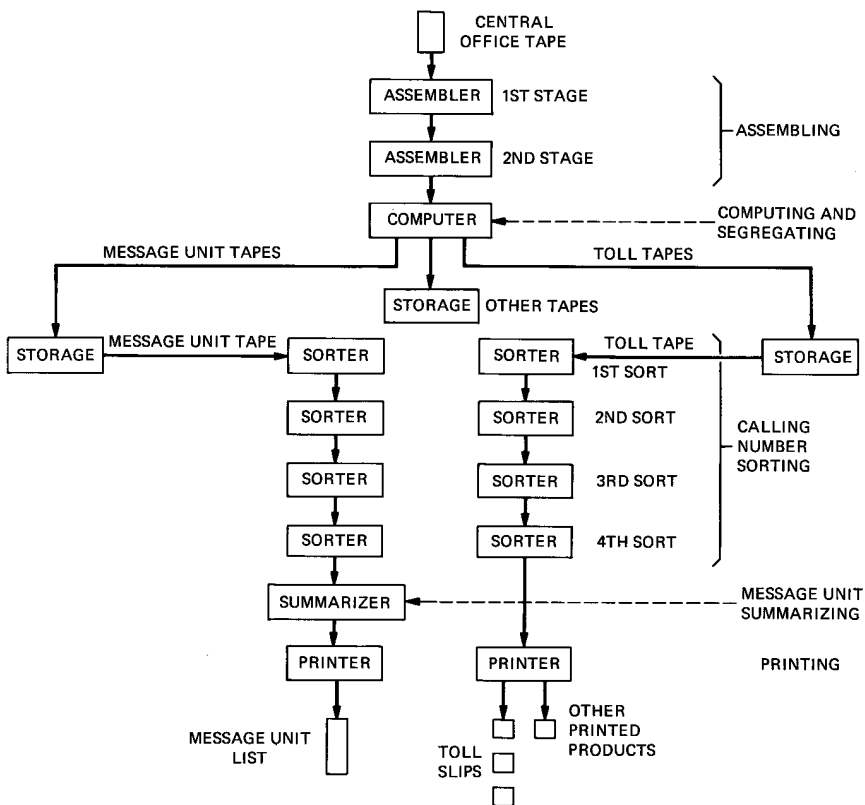 CENTRAL
OFFICE TAPE
ASSEMBLER
1ST STAGE
ASSEMBLING
ASSEMBLER
2ND STAGE
COMPUTER
COMPUTING AND
SEGREGATING
MESSAGE UNIT TAPES
TOLL TAPES
STORAGE
OTHER TAPES
STORAGE
MESSAGE UNIT TAPE
SORTER
SORTER
TOLL TAPE
STORAGE
1ST SORT
SORTER
SORTER
2ND SORT
CALLING
NUMBER
SORTING
SORTER
SORTER
3RD SORT
SORTER
SORTER
4TH SORT
SUMMARIZER
MESSAGE UNIT
SUMMARIZING
PRINTER
PRINTER
PRINTING
MESSAGE UNIT
LIST
TOLL
SLIPS
OTHER
PRINTED
PRODUCTS